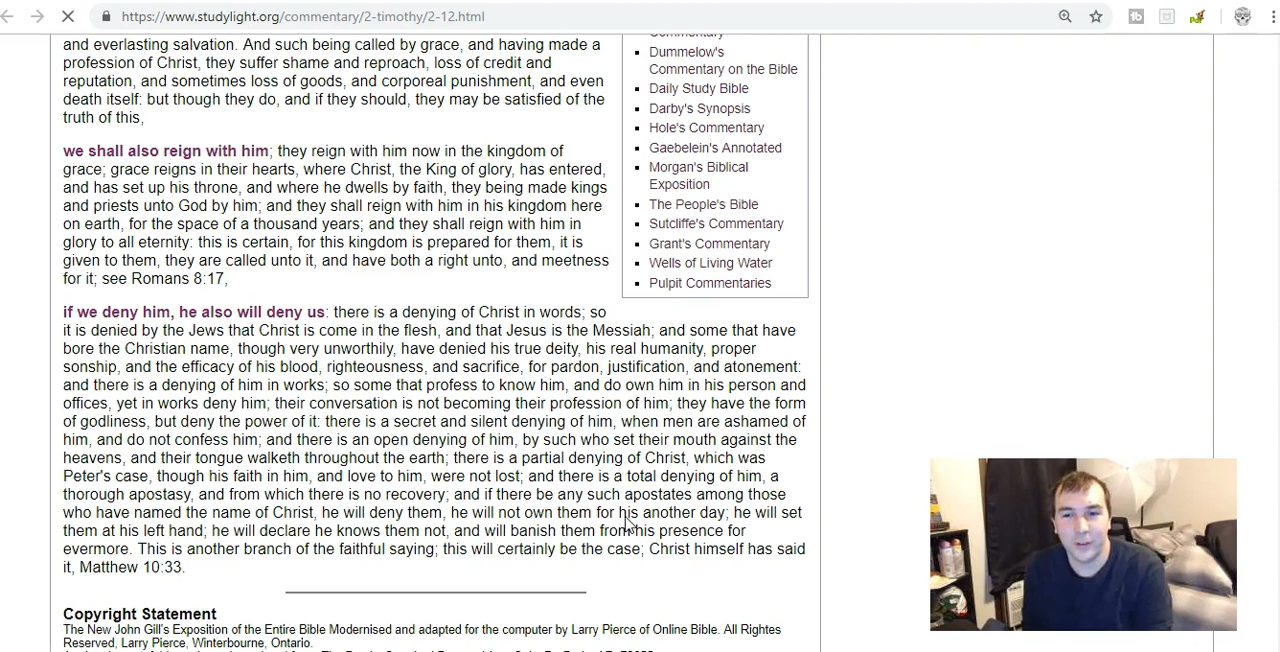 https://www.studylight.org/commentary/2-timothy/2-12.html
and everlasting salvation. And such being called by grace, and having made a
profession of Christ, they suffer shame and reproach, loss of credit and
reputation, and sometimes loss of goods, and corporeal punishment, and even
death itself: but though they do, and if they should, they may be satisfied of the
truth of this,
we shall also reign with him; they reign with him now in the kingdom of
grace; grace reigns in their hearts, where Christ, the King of glory, has entered,
and has set up his throne, and where he dwells by faith, they being made kings
and priests unto God by him; and they shall reign with him in his kingdom here
on earth, for the space of a thousand years; and they shall reign with him in
glory to all eternity: this is certain, for this kingdom is prepared for them, it is
given to them, they are called unto it, and have both a right unto, and meetness
for it; see Romans 8:17,
Commentary
Dummelow's
Commentary on the Bible
Daily Study Bible
Darby's Synopsis
Hole's Commentary
Gaebelein's Annotated
Morgan's Biblical
Exposition
The People's Bible
Sutcliffe's Commentary
Grant's Commentary
Wells of Living Water
Pulpit Commentaries
if we deny him, he also will deny us: there is a denying of Christ in words; so
it is denied by the Jews that Christ is come in the flesh, and that Jesus is the Messiah; and some that have
bore the Christian name, though very unworthily, have denied his true deity, his real humanity, proper
sonship, and the efficacy of his blood, righteousness, and sacrifice, for pardon, justification, and atonement:
and there is a denying of him in works; so some that profess to know him, and do own him in his person and
offices, yet in works deny him; their conversation is not becoming their profession of him; they have the form
of godliness, but deny the power of it: there is a secret and silent denying of him, when men are ashamed of
him, and do not confess him; and there is an open denying of him, by such who set their mouth against the
heavens, and their tongue walketh throughout the earth; there is a partial denying of Christ, which was
Peter's case, though his faith in him, and love to him, were not lost; and there is a total denying of him, a
thorough apostasy, and from which there is no recovery; and if there be any such apostates among those
who have named the name of Christ, he will deny them, he will not own them for his another day; he will set
them at his left hand; he will declare he knows them not, and will banish them from his presence for
evermore. This is another branch of the faithful saying; this will certainly be the case; Christ himself has said
it, Matthew 10:33.
Copyright Statement
The New John Gill's Exposition of the Entire Bible Modernised and adapted for the computer by Larry Pierce of Online Bible. All Rights
Reserved, Larry Pierce, Winterbourne, Ontario.